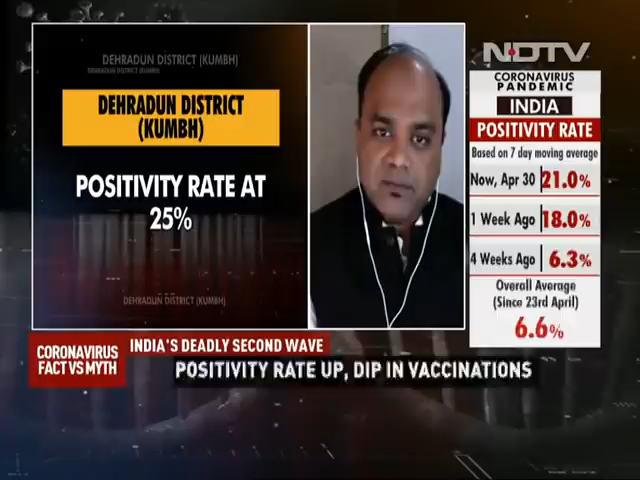 DEHRADUN DISTRICT (KUMBH)
DEHRADUN DISTRICT (KUMBH)
DEHRADUN DISTRICT
(KUMBH)
POSITIVITY RATE AT
25%
DEHRADUN DISTRICT (KUMBH)
NDTV
CORONAVIRUS
PANDEMIC
INDIA
POSITIVITY RATE
Based on 7 day moving average
Now, Apr 30 21.0%
1 Week Ago 18.0%
4 Weeks Ago 6.3%
Overall Average
(Since 23rd April)
6.6%
CORONAVIRUS
FACT VS MYTH
INDIA'S DEADLY SECOND WAVE
POSITIVITY RATE UP, DIP IN VACCINATIONS